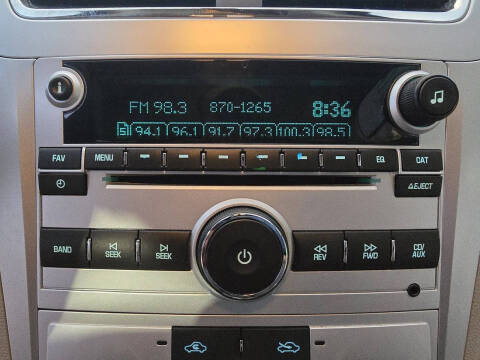 FM 98.3 870-1265 8:36
94.1 96.1 91.7 97.3 100.3 98.5
FAV MENU EQ CAT
EJECT
BAND SEEK SEEK REV FWD CD/AUX